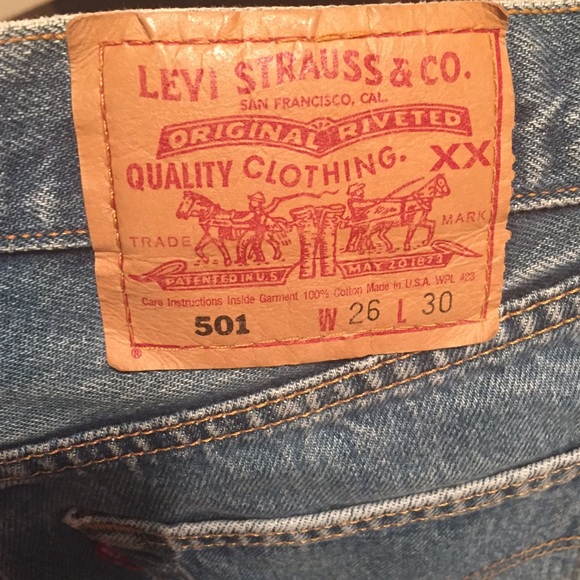 LEVI STRAUSS & CO.
SAN FRANCISCO, CAL.
ORIGINAL RIVETED
QUALITY CLOTHING. XX
TRADE MARK
PATENTED IN U.S. MAY 20 1873
Care Instructions Inside Garment 100% Cotton Made in U.S.A. WPL 423
501 W 26 L 30
®